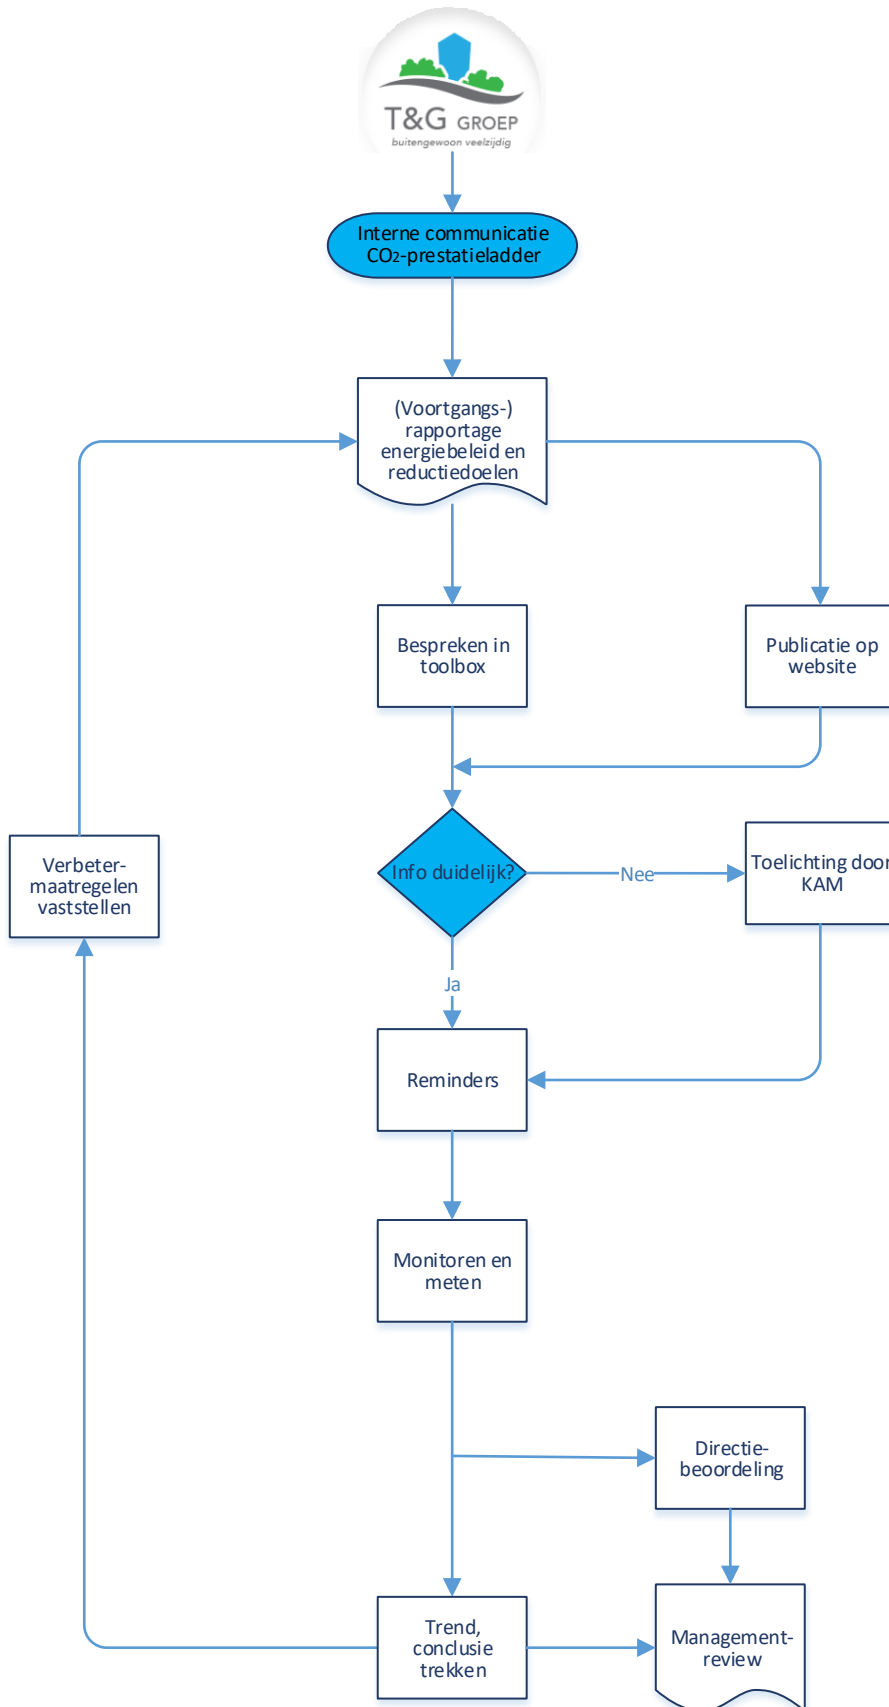 T&G GROEP
buitengewoon veelzijdig
Interne communicatie
CO2-prestatieladder
(Voortgangs-)
rapportage
energiebeleid en
reductiedoelen
Bespreken in
toolbox
Publicatie op
website
Verbeter-
maatregelen
vaststellen
Info duidelijk?
Nee
Toelichting door
KAM
Ja
Reminders
Monitoren en
meten
Directie-
beoordeling
Trend,
conclusie
trekken
Management-
review